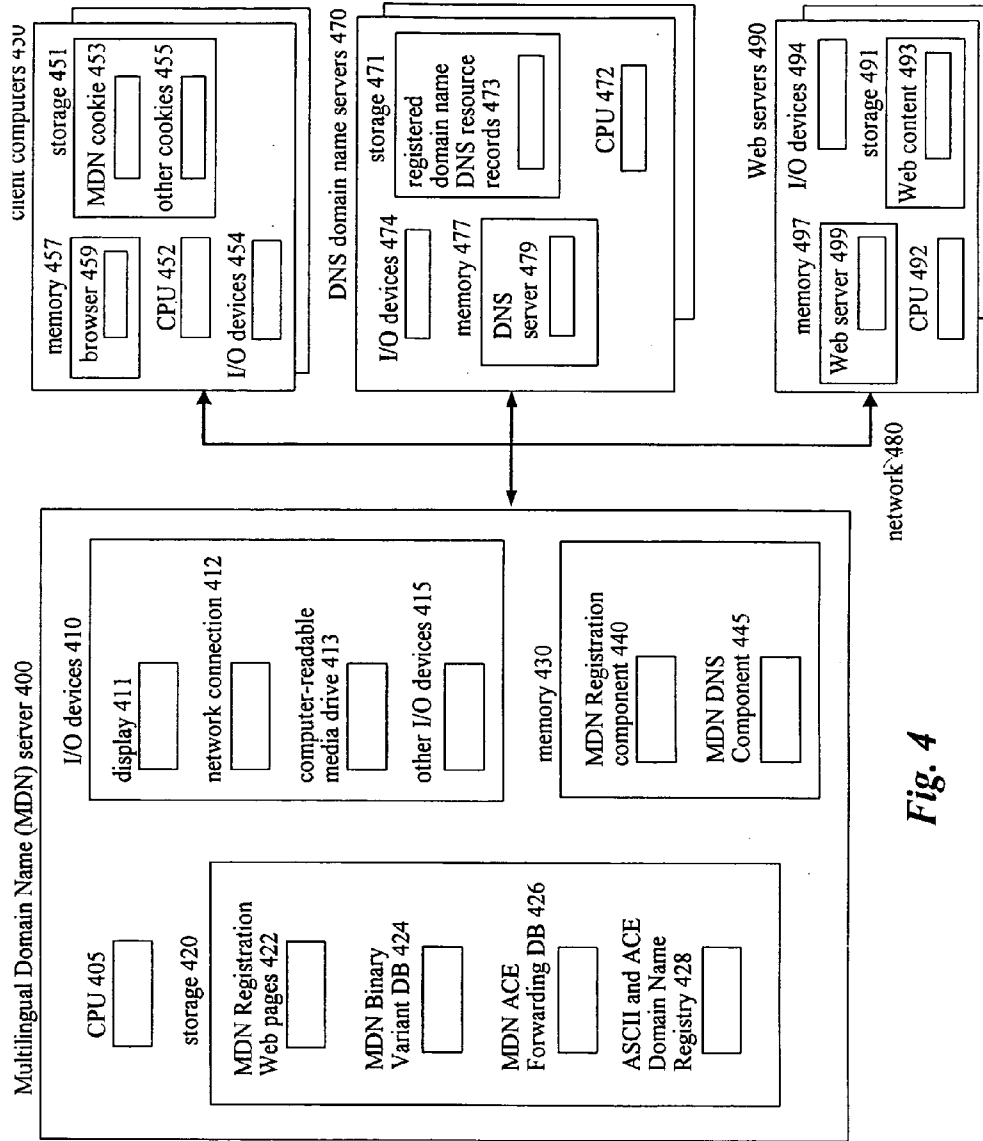 Multilingual Domain Name (MDN) server 400
CPU 405
storage 420
MDN Registration
Web pages 422
MDN Binary
Variant DB 424
MDN ACE
Forwarding DB 426
ASCII and ACE
Domain Name
Registry 428
I/O devices 410
display 411
network connection 412
computer-readable
media drive 413
other I/O devices 415
memory 430
MDN Registration
component 440
MDN DNS
Component 445
network 480
client computers 450
memory 457
browser 459
CPU 452
I/O devices 454
storage 451
MDN cookie 453
other cookies 455
DNS domain name servers 470
I/O devices 474
memory 477
DNS
server 479
storage 471
registered
domain name
DNS resource
records 473
CPU 472
Web servers 490
memory 497
Web server 499
CPU 492
I/O devices 494
storage 491
Web content 493
Fig. 4